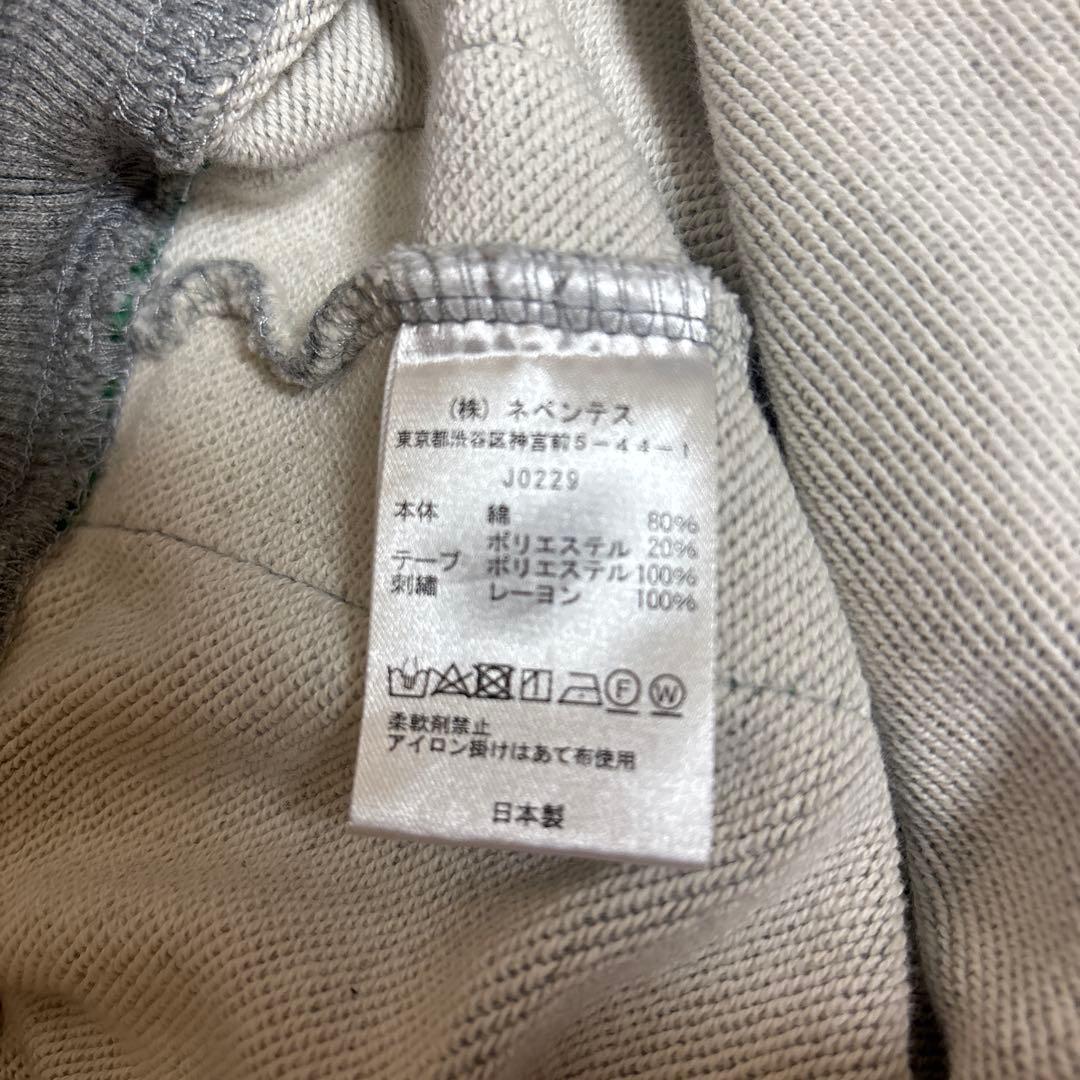 (株) ネペンテス
東京都渋谷区神宮前5-44-1
J0229
本体 綿 80%
ポリエステル 20%
テープ ポリエステル 100%
刺繡 レーヨン 100%
F W
柔軟剤禁止
アイロン掛けはあて布使用
日本製